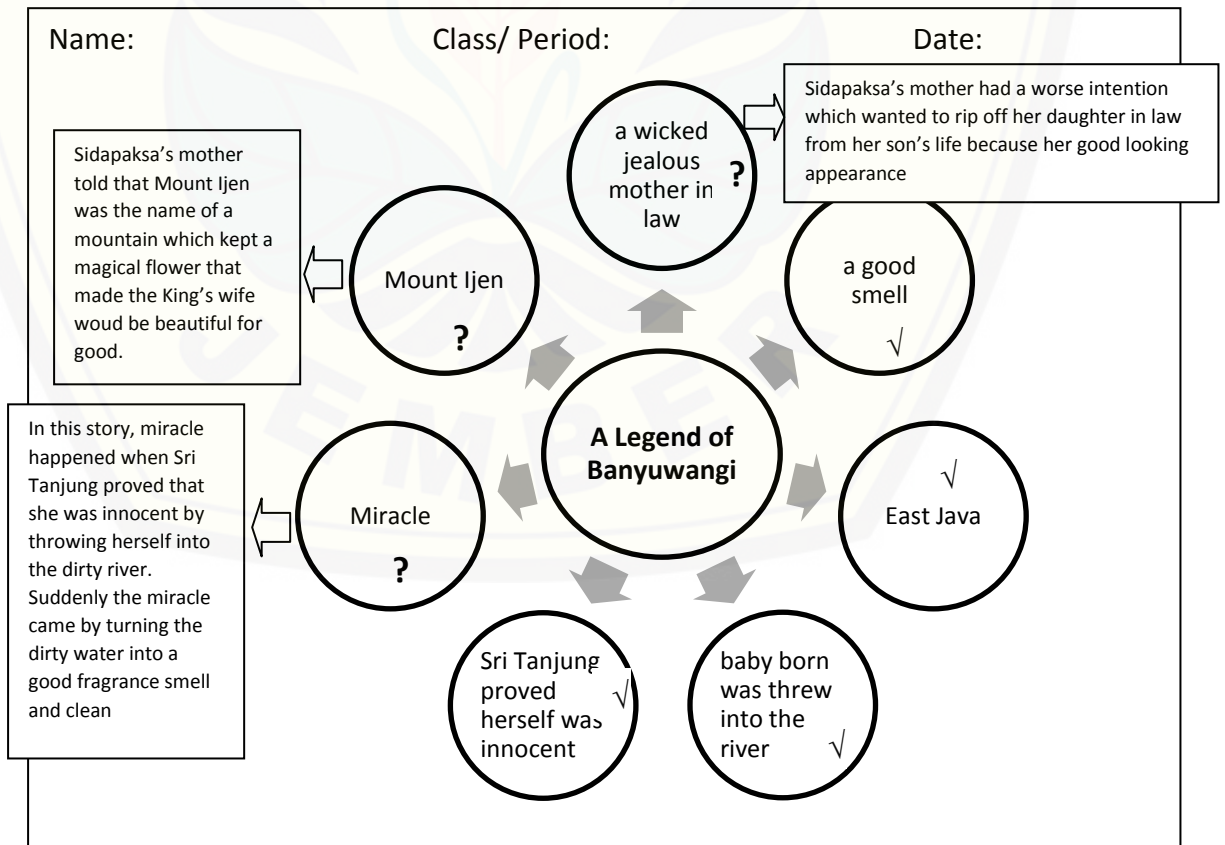 Name: Class/ Period: Date:
Sidapaksa’s mother had a worse intention
which wanted to rip off her daughter in law
from her son’s life because her good looking
appearance
a wicked
jealous
mother in
law
?
Sidapaksa’s mother
told that Mount Ijen
was the name of a
mountain which kept a
magical flower that
made the King’s wife
woud be beautiful for
good.
Mount Ijen
?
a good
smell
√
A Legend of
Banyuwangi
In this story, miracle
happened when Sri
Tanjung proved that
she was innocent by
throwing herself into
the dirty river.
Suddenly the miracle
came by turning the
dirty water into a
good fragrance smell
and clean
Miracle
?
√
East Java
Sri Tanjung
proved
herself was
innocent
√
baby born
was threw
into the
river
√
JEMBER